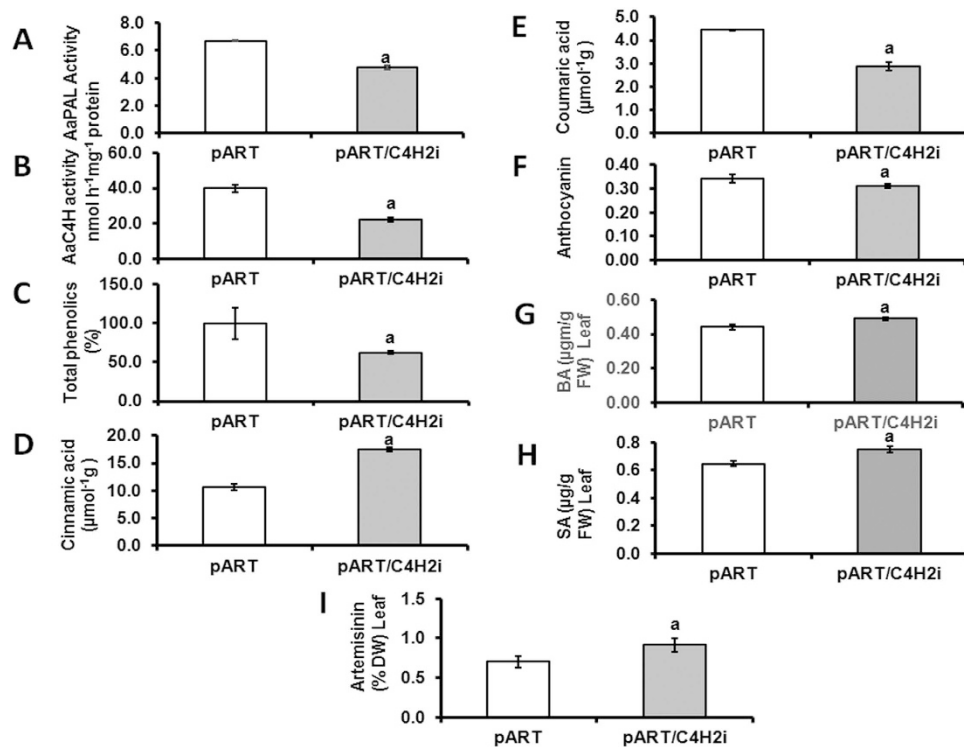 A
AaPAL Activity
protein
8.0
6.0
4.0
2.0
0.0
a
pART
pART/C4H2i
B
AaC4H activity
nmol h⁻¹mg⁻¹
60.0
40.0
20.0
0.0
a
pART
pART/C4H2i
C
Total phenolics
(%)
150.0
100.0
50.0
0.0
a
pART
pART/C4H2i
D
Cinnamic acid
(µmol⁻¹g)
20.0
15.0
10.0
5.0
0.0
a
pART
pART/C4H2i
E
Coumaric acid
(µmol⁻¹g)
5.0
4.0
3.0
2.0
1.0
0.0
a
pART
pART/C4H2i
F
Anthocyanin
0.40
0.30
0.20
0.10
0.00
a
pART
pART/C4H2i
G
BA (µgm/g
FW) Leaf
0.60
0.40
0.20
0.00
a
pART
pART/C4H2i
H
SA (µg/g
FW) Leaf
0.8
0.6
0.4
0.2
0.0
a
pART
pART/C4H2i
I
Artemisinin
(% DW) Leaf
1.5
1.0
0.5
0.0
a
pART
pART/C4H2i